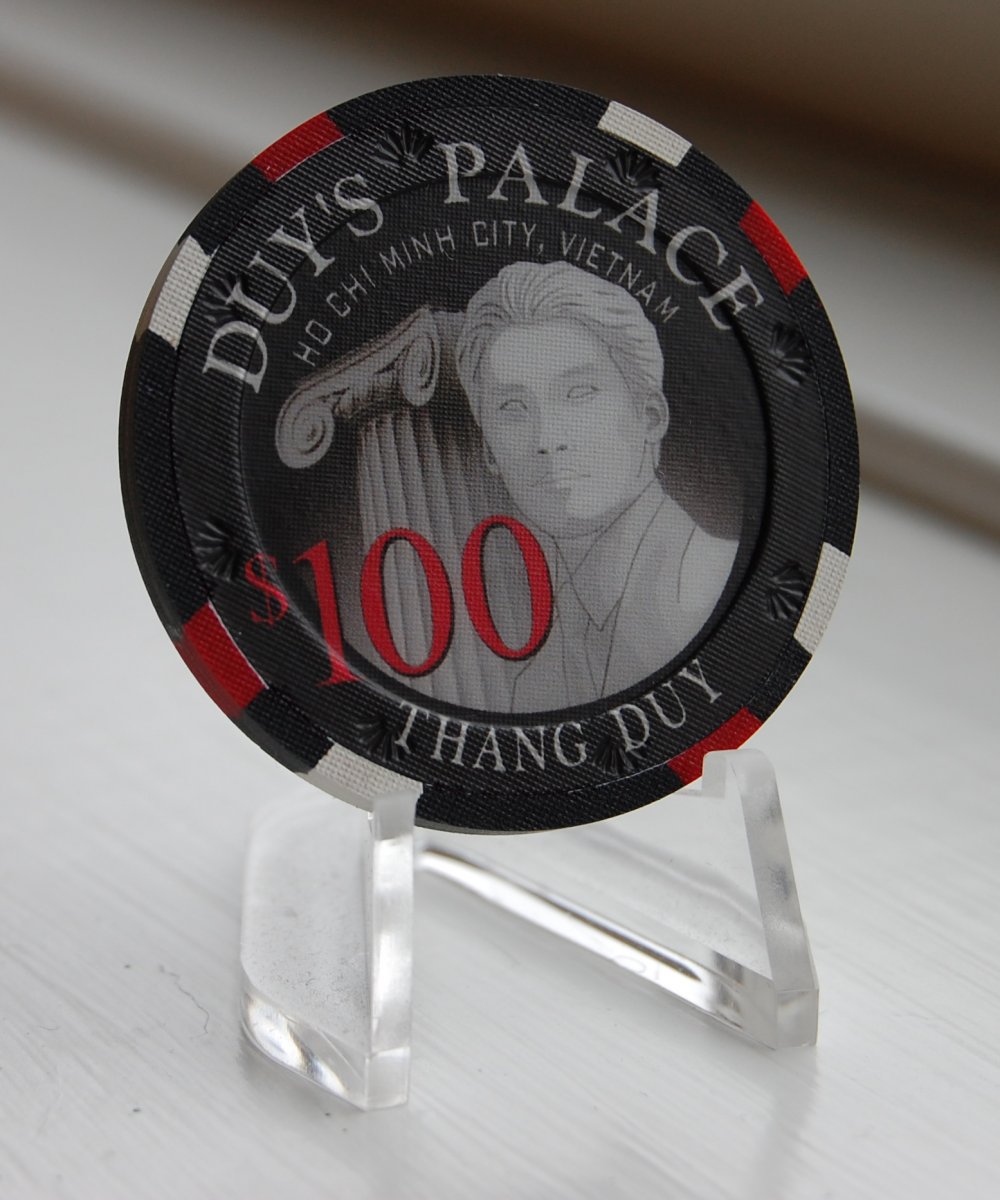 DUY'S PALACE
HO CHI MINH CITY, VIETNAM
$100
THANG DUY